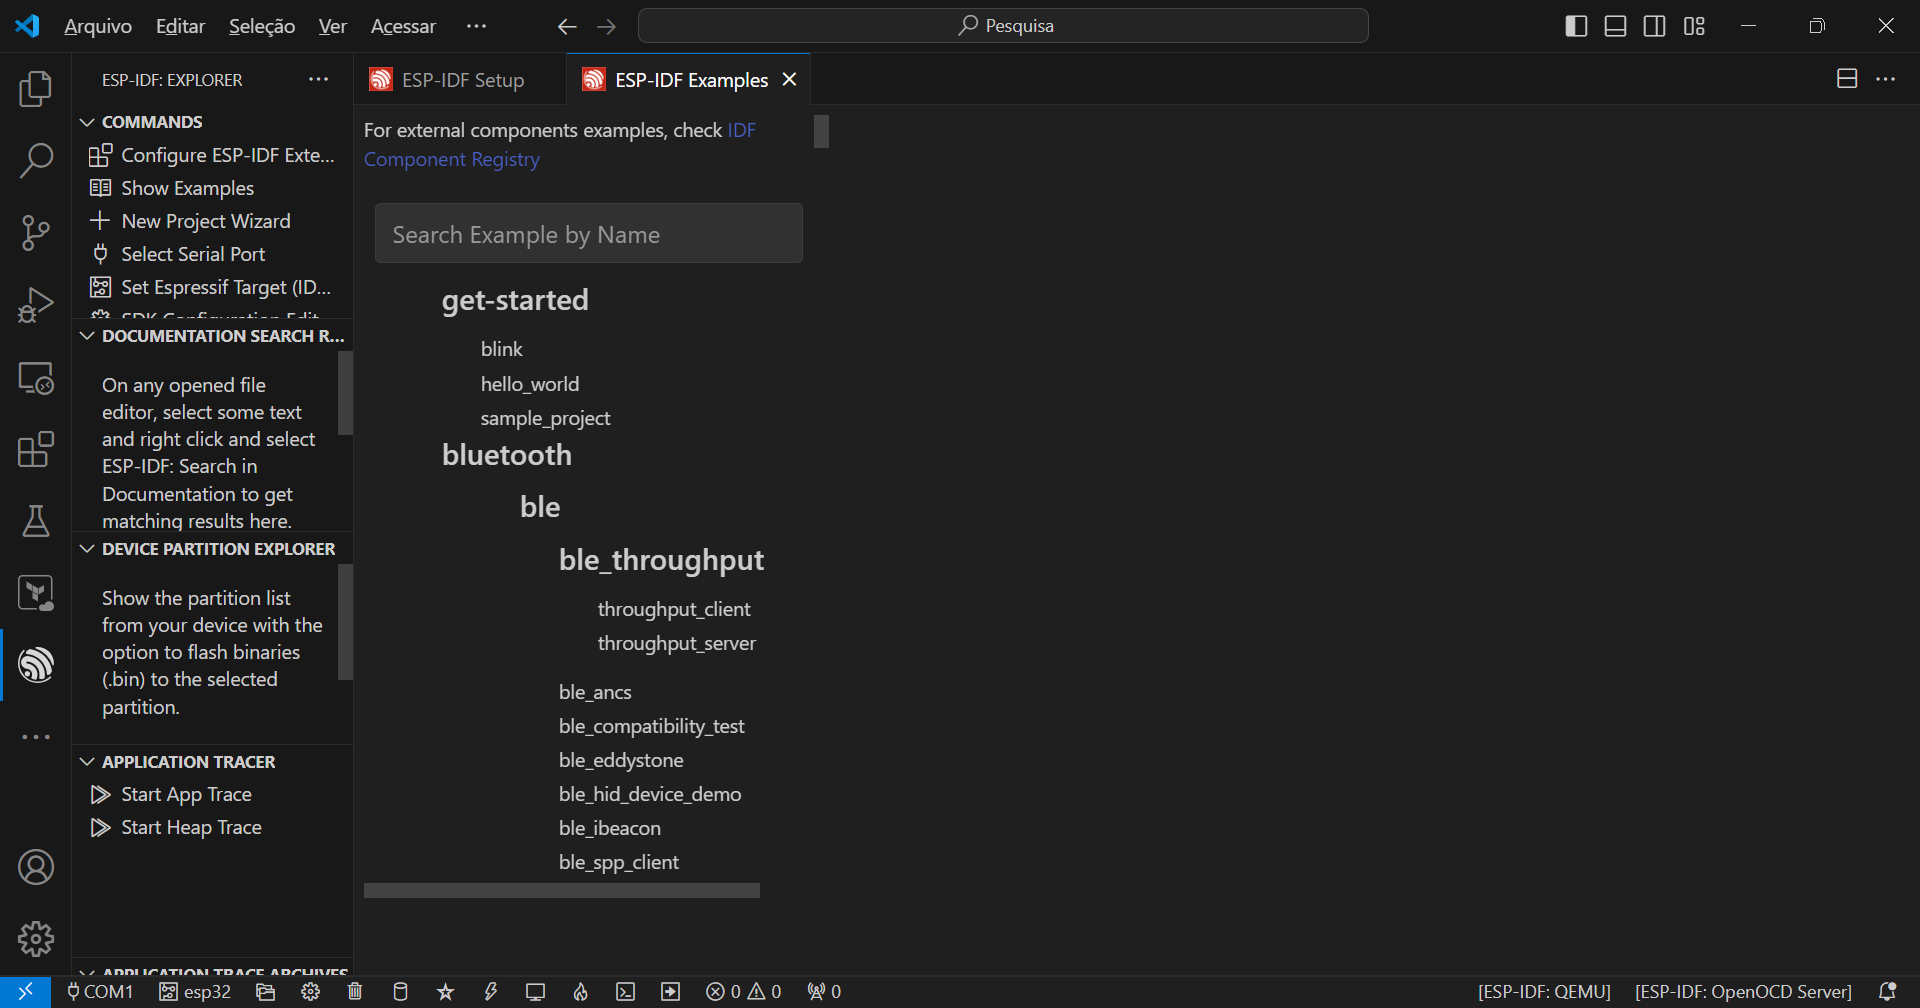 Arquivo Editar Seleção Ver Acessar ···
Pesquisa
ESP-IDF: EXPLORER ···
COMMANDS
Configure ESP-IDF Exte...
Show Examples
New Project Wizard
Select Serial Port
Set Espressif Target (ID...
SDK Configuration Edit
DOCUMENTATION SEARCH R...
On any opened file
editor, select some text
and right click and select
ESP-IDF: Search in
Documentation to get
matching results here.
DEVICE PARTITION EXPLORER
Show the partition list
from your device with the
option to flash binaries
(.bin) to the selected
partition.
APPLICATION TRACER
Start App Trace
Start Heap Trace
APPLICATION TRACE ARCHIVES
ESP-IDF Setup
ESP-IDF Examples
For external components examples, check IDF
Component Registry
Search Example by Name
get-started
blink
hello_world
sample_project
bluetooth
ble
ble_throughput
throughput_client
throughput_server
ble_ancs
ble_compatibility_test
ble_eddystone
ble_hid_device_demo
ble_ibeacon
ble_spp_client
COM1 esp32 0 0 0 [ESP-IDF: QEMU] [ESP-IDF: OpenOCD Server]